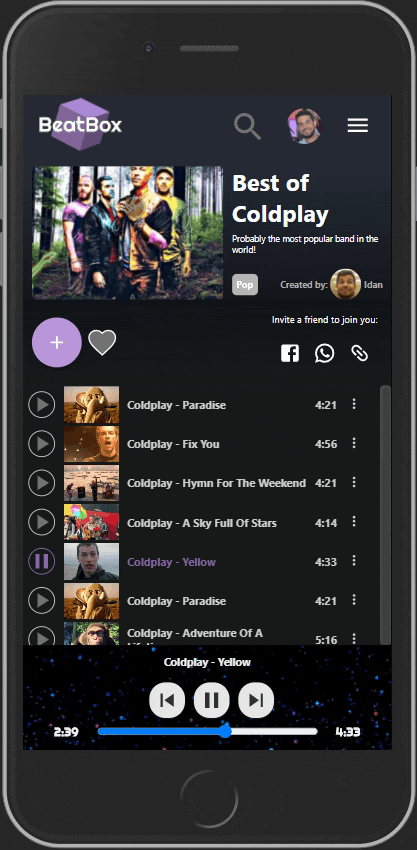 BeatBox
Best of
Coldplay
Probably the most popular band in the
world!
Pop
Created by:
Idan
Invite a friend to join you:
Coldplay - Paradise
4:21
Coldplay - Fix You
4:56
Coldplay - Hymn For The Weekend
4:21
Coldplay - A Sky Full Of Stars
4:14
Coldplay - Yellow
4:33
Coldplay - Paradise
4:21
Coldplay - Adventure Of A
5:16
Coldplay - Yellow
2:39
4:33